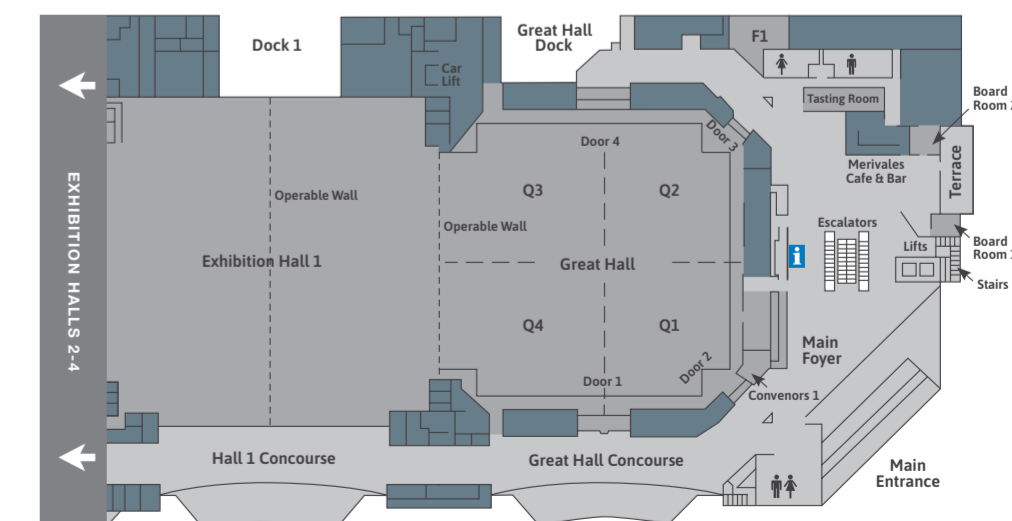 Dock 1
Great Hall
Dock
F1
Car
Lift
Tasting Room
Board
Room 2
Door 4
Door 3
Merivales
Cafe & Bar
Terrace
EXHIBITION HALLS 2-4
Operable Wall
Q3
Q2
Operable Wall
Escalators
i
Lifts
Board
Room 1
Stairs
Exhibition Hall 1
Great Hall
Q4
Q1
Main
Foyer
Door 2
Door 1
Convenors 1
Hall 1 Concourse
Great Hall Concourse
Main
Entrance